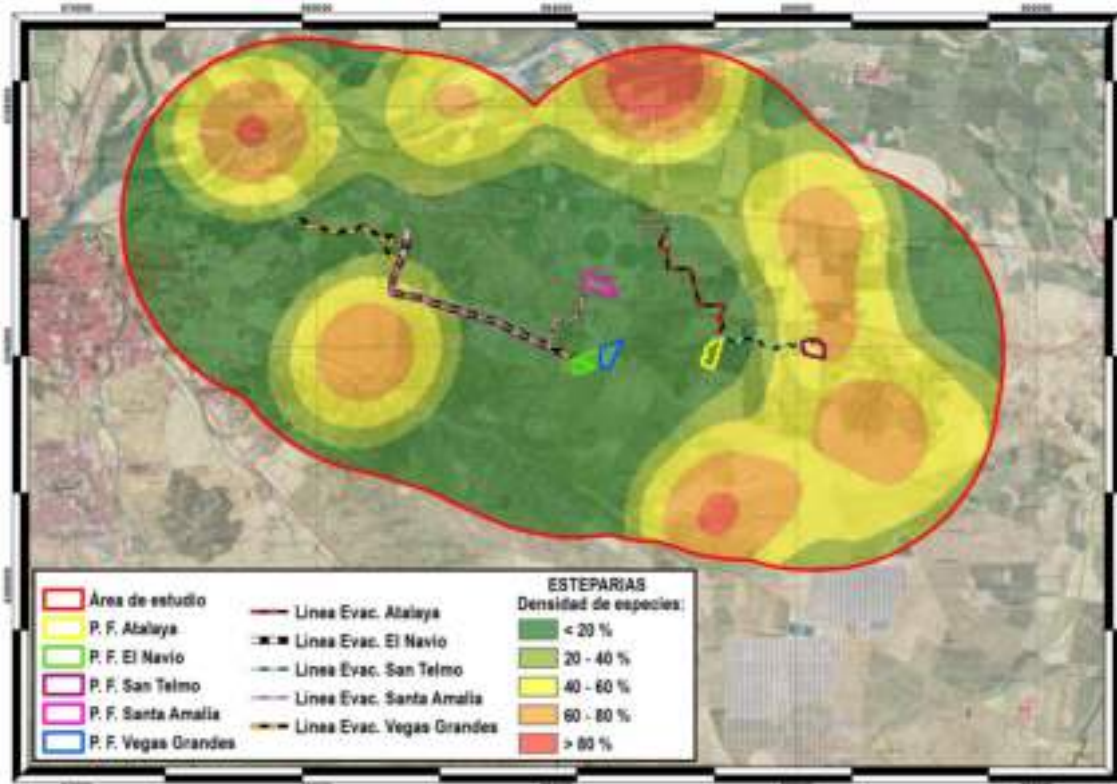 Área de estudio
P. F. Atalaya
P. F. El Navio
P. F. San Telmo
P. F. Santa Amalia
P. F. Vegas Grandes
Linea Evac. Atalaya
Linea Evac. El Navio
Linea Evac. San Telmo
Linea Evac. Santa Amalia
Linea Evac. Vegas Grandes
ESTEPARIAS
Densidad de especies:
< 20 %
20 - 40 %
40 - 60 %
60 - 80 %
> 80 %